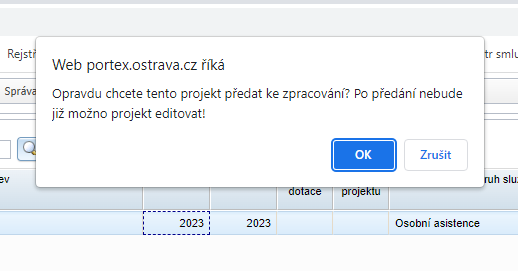 Rejstř
tr smlu
Web portex.ostrava.cz říká
Správa
Opravdu chcete tento projekt předat ke zpracování? Po předání nebude
již možno projekt editovat!
OK
Zrušit
ev
ruh slu
dotace
projektu
2023
2023
Osobní asistence